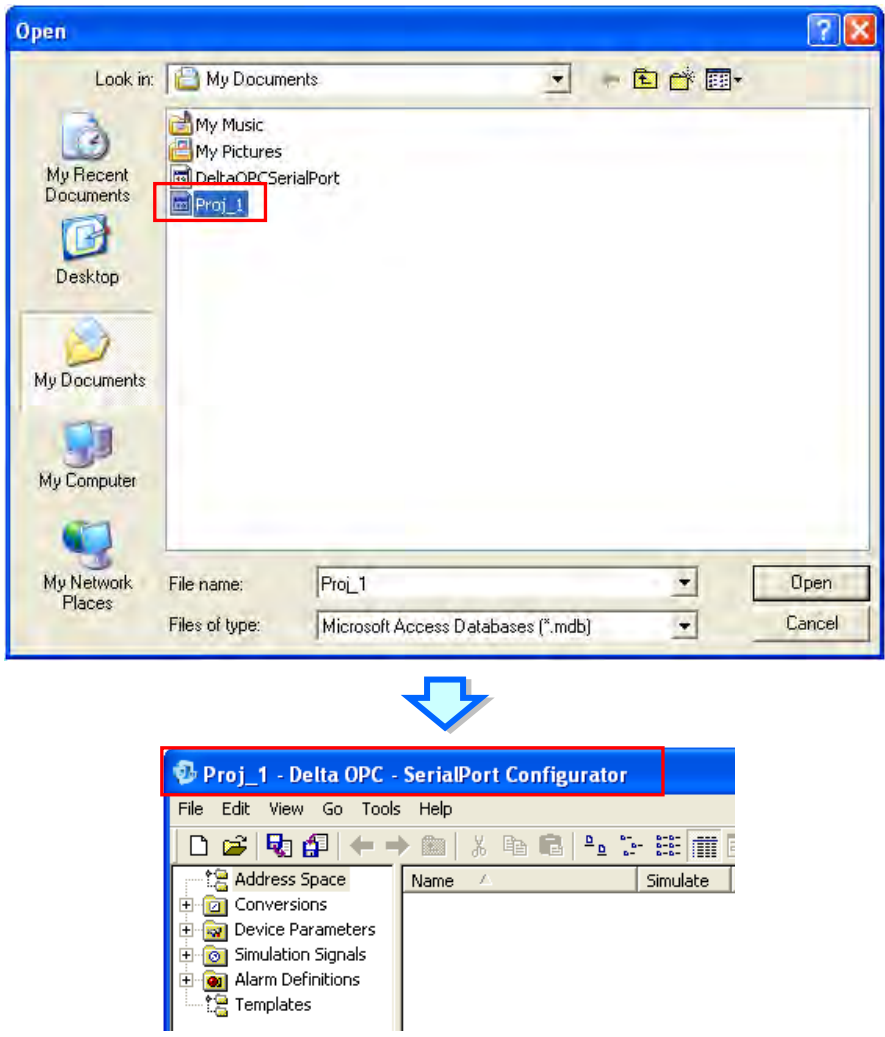 Open
Look in: My Documents
My Music
My Pictures
DeltaOPCSerialPort
Proj_1
My Recent
Documents
Desktop
My Documents
My Computer
My Network
Places
File name: Proj_1 Open
Files of type: Microsoft Access Databases (*.mdb) Cancel
Proj_1 - Delta OPC - SerialPort Configurator
File Edit View Go Tools Help
Address Space
Conversions
Device Parameters
Simulation Signals
Alarm Definitions
Templates
Name Simulate